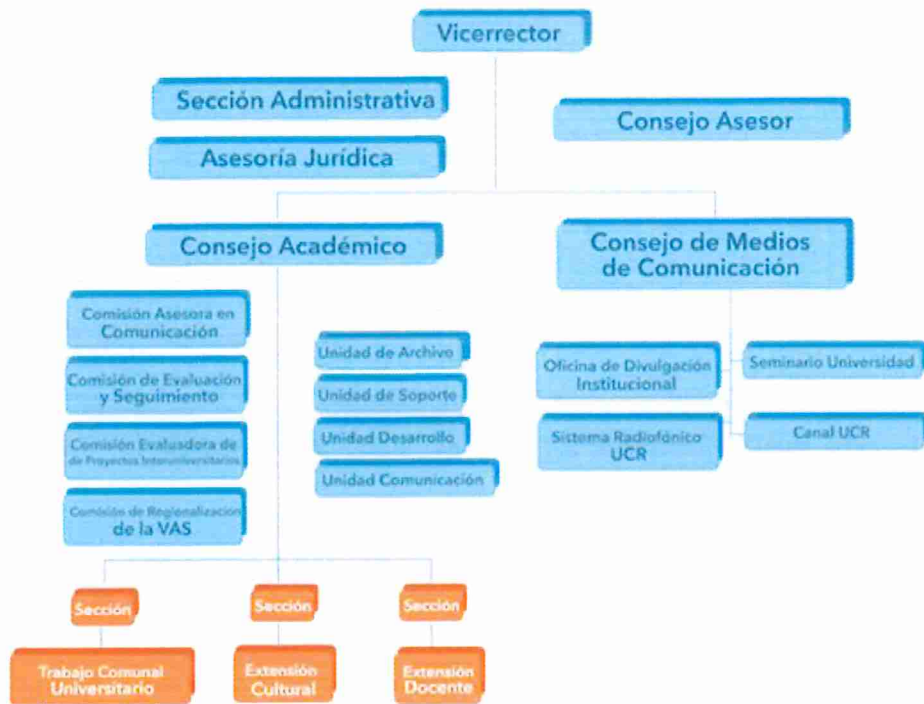 Vicerrector
Sección Administrativa
Consejo Asesor
Asesoría Jurídica
Consejo Académico
Consejo de Medios
de Comunicación
Comisión Asesora en
Comunicación
Comisión de Evaluación
y Seguimiento
Comisión Evaluadora de
de Proyectos Interuniversitarios
Comisión de Regionalización
de la VAS
Unidad de Archivo
Unidad de Soporte
Unidad Desarrollo
Unidad Comunicación
Oficina de Divulgación
Institucional
Seminario Universidad
Sistema Radiofónico
UCR
Canal UCR
Sección
Sección
Sección
Trabajo Comunal
Universitario
Extensión
Cultural
Extensión
Docente